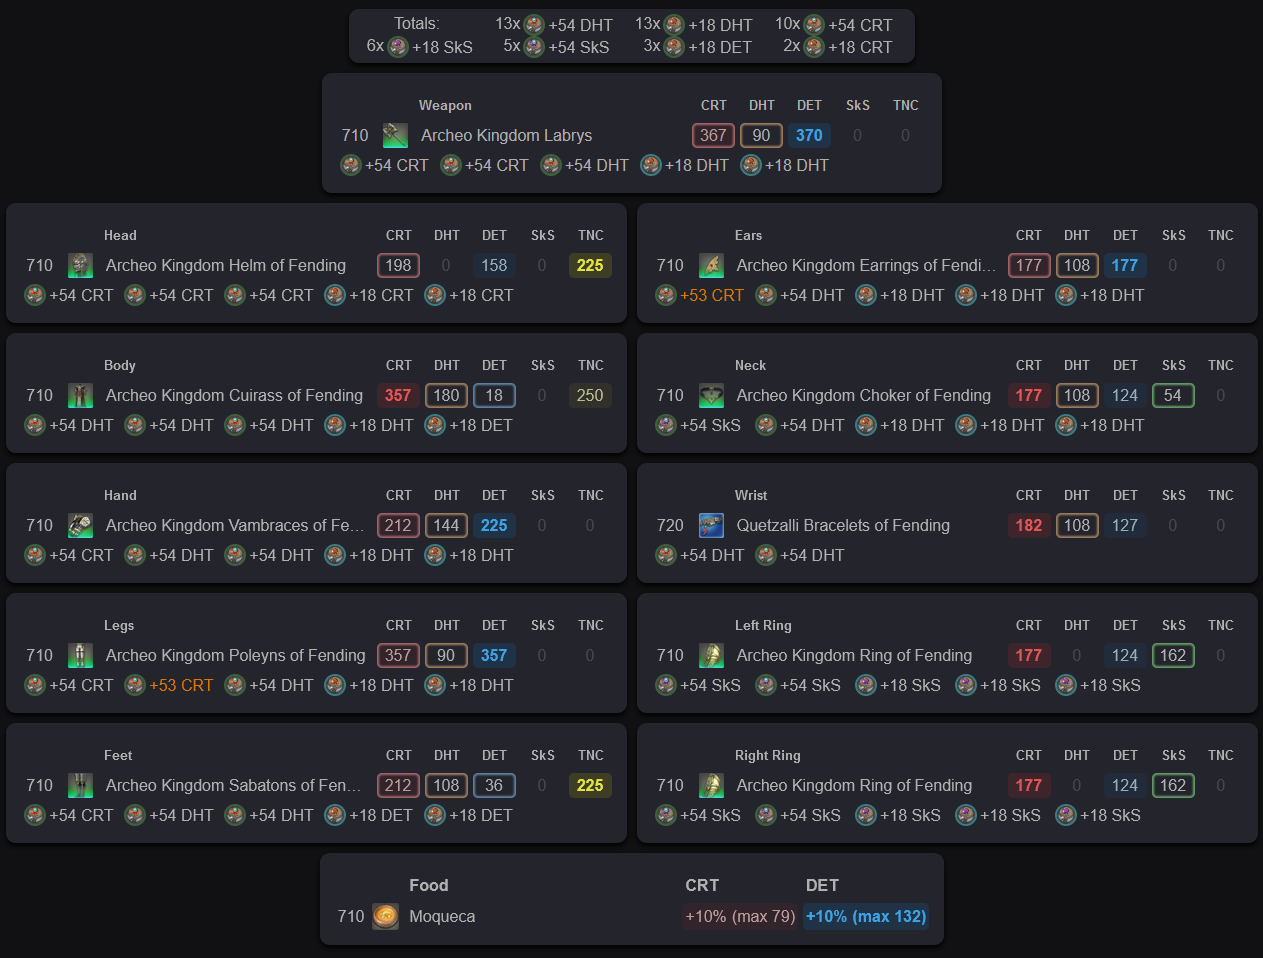 Totals: 13x +54 DHT 13x +18 DHT 10x +54 CRT
6x +18 SkS 5x +54 SkS 3x +18 DET 2x +18 CRT
Weapon CRT DHT DET SkS TNC
710 Archeo Kingdom Labrys 367 90 370 0 0
+54 CRT +54 CRT +54 DHT +18 DHT +18 DHT
Head CRT DHT DET SkS TNC
710 Archeo Kingdom Helm of Fending 198 0 158 0 225
+54 CRT +54 CRT +54 CRT +18 CRT +18 CRT
Ears CRT DHT DET SkS TNC
710 Archeo Kingdom Earrings of Fendi... 177 108 177 0 0
+53 CRT +54 DHT +18 DHT +18 DHT +18 DHT
Body CRT DHT DET SkS TNC
710 Archeo Kingdom Cuirass of Fending 357 180 18 0 250
+54 DHT +54 DHT +54 DHT +18 DHT +18 DET
Neck CRT DHT DET SkS TNC
710 Archeo Kingdom Choker of Fending 177 108 124 54 0
+54 SkS +54 DHT +18 DHT +18 DHT +18 DHT
Hand CRT DHT DET SkS TNC
710 Archeo Kingdom Vambraces of Fe... 212 144 225 0 0
+54 CRT +54 DHT +54 DHT +18 DHT +18 DHT
Wrist CRT DHT DET SkS TNC
720 Quetzalli Bracelets of Fending 182 108 127 0 0
+54 DHT +54 DHT
Legs CRT DHT DET SkS TNC
710 Archeo Kingdom Poleyns of Fending 357 90 357 0 0
+54 CRT +53 CRT +54 DHT +18 DHT +18 DHT
Left Ring CRT DHT DET SkS TNC
710 Archeo Kingdom Ring of Fending 177 0 124 162 0
+54 SkS +54 SkS +18 SkS +18 SkS +18 SkS
Feet CRT DHT DET SkS TNC
710 Archeo Kingdom Sabatons of Fen... 212 108 36 0 225
+54 CRT +54 DHT +54 DHT +18 DET +18 DET
Right Ring CRT DHT DET SkS TNC
710 Archeo Kingdom Ring of Fending 177 0 124 162 0
+54 SkS +54 SkS +18 SkS +18 SkS +18 SkS
Food CRT DET
710 Moqueca +10% (max 79) +10% (max 132)